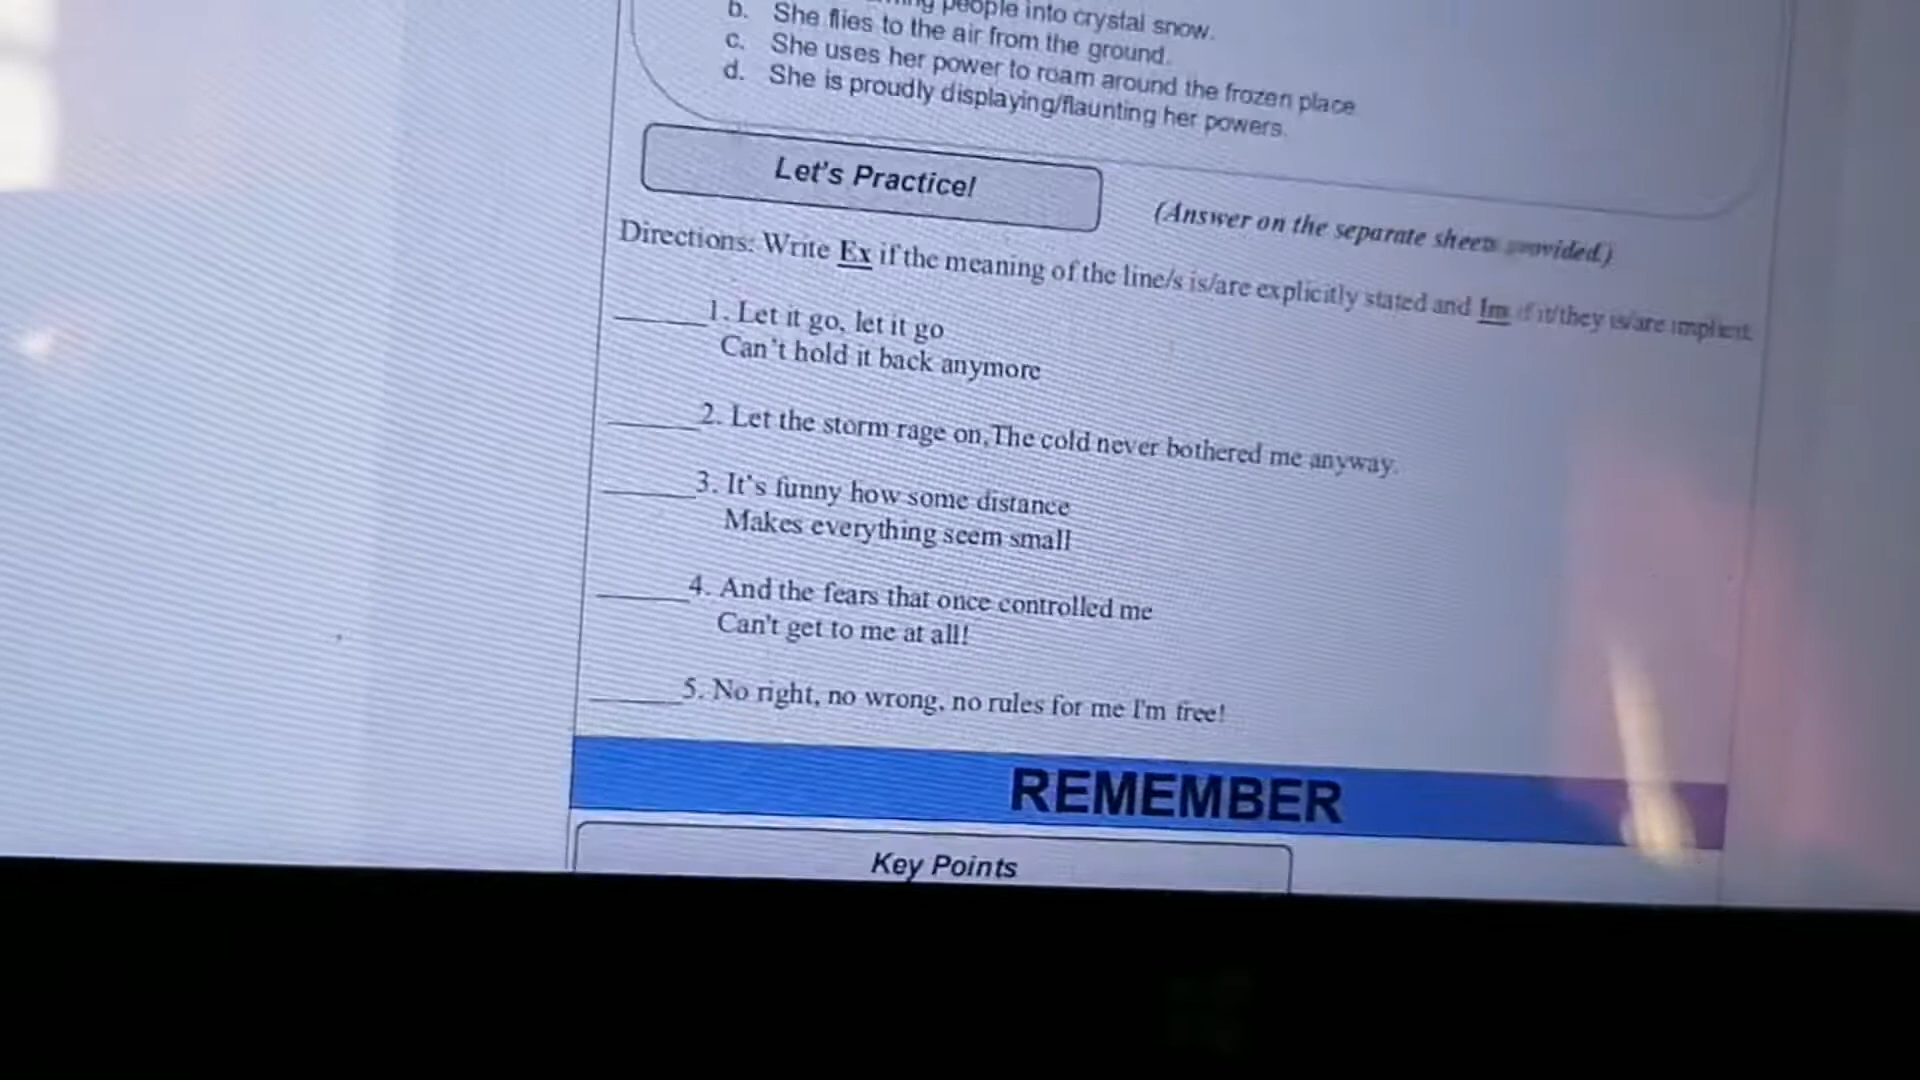 people into crystal snow.
b. She flies to the air from the ground.
c. She uses her power to roam around the frozen place
d. She is proudly displaying/flaunting her powers.
Let's Practice!
(Answer on the separate sheets provided.)
Directions: Write Ex if the meaning of the line/s is/are explicitly stated and Im if it/they is/are implicit.
______1. Let it go, let it go
Can't hold it back anymore
______2. Let the storm rage on,The cold never bothered me anyway.
______3. It's funny how some distance
Makes everything seem small
______4. And the fears that once controlled me
Can't get to me at all!
______5. No right, no wrong, no rules for me I'm free!
REMEMBER
Key Points